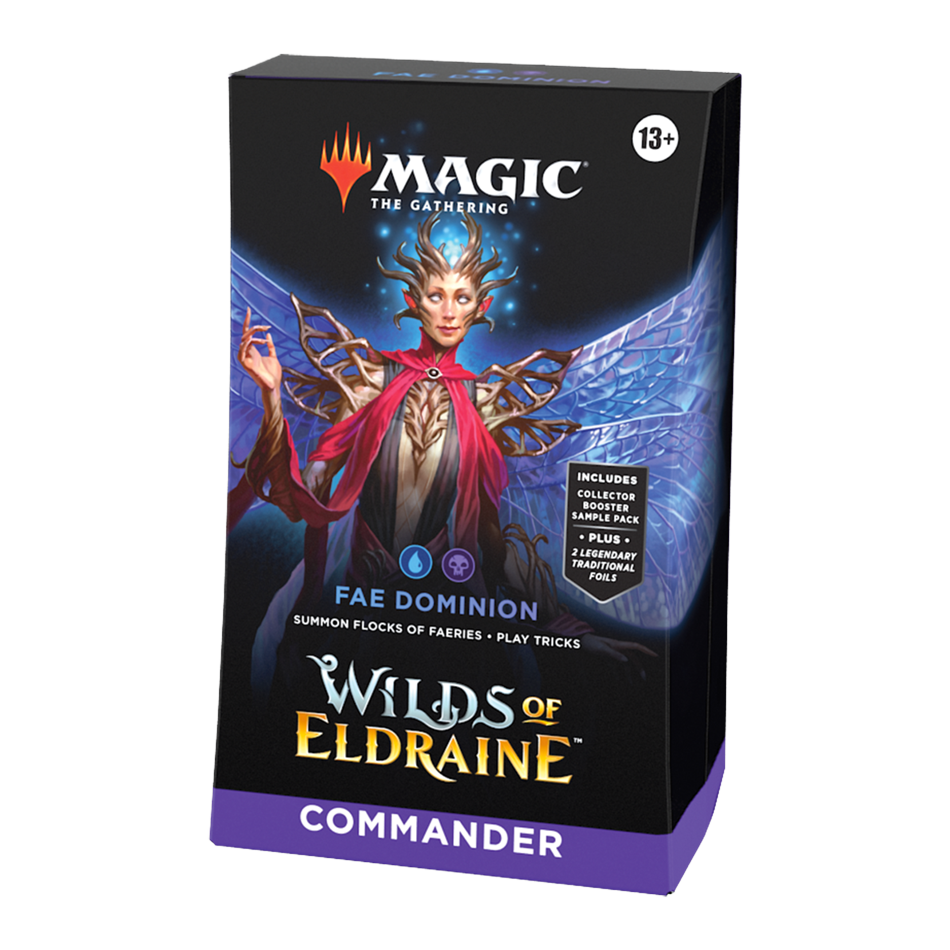 FAE DOMINION
13+
MAGIC
THE GATHERING
INCLUDES
COLLECTOR
BOOSTER
SAMPLE PACK
• PLUS •
2 LEGENDARY
TRADITIONAL
FOILS
FAE DOMINION
SUMMON FLOCKS OF FAERIES • PLAY TRICKS
WILDS OF
ELDRAINE™
COMMANDER